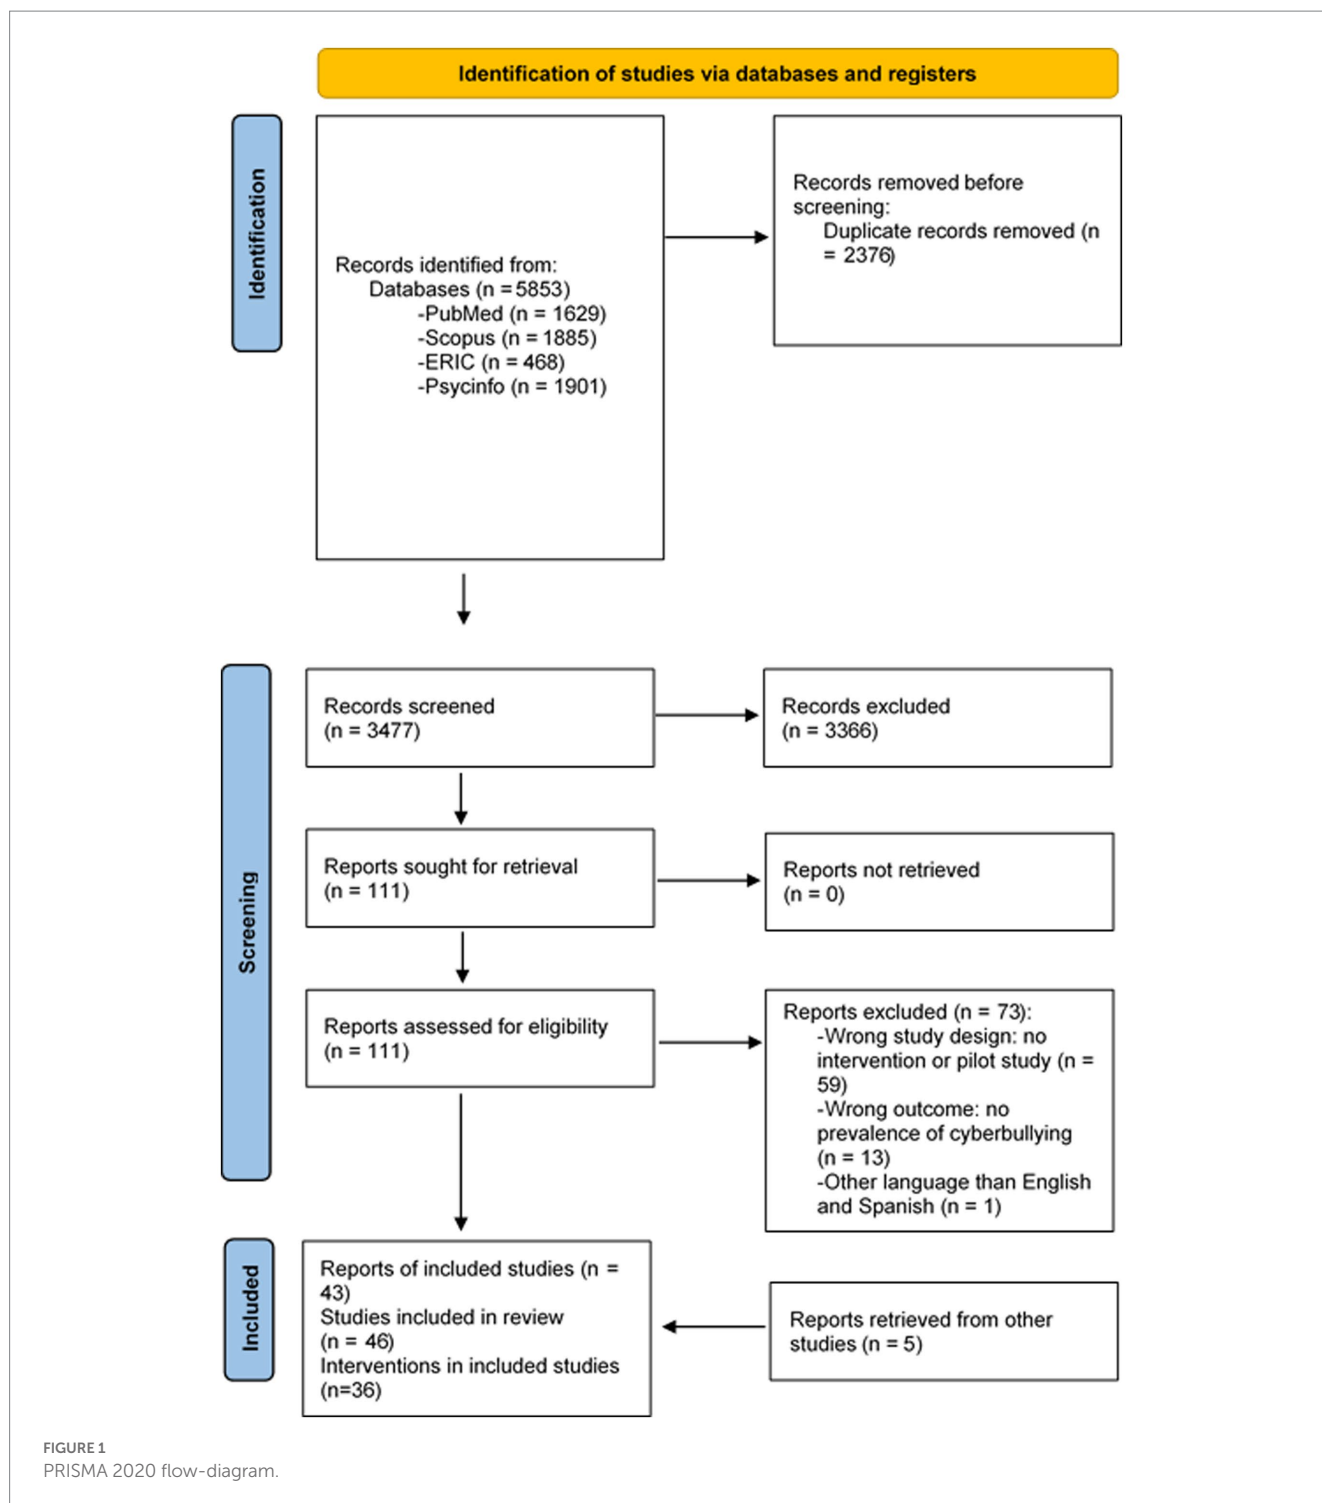 Identification of studies via databases and registers
Identification
Records identified from:
Databases (n = 5853)
-PubMed (n = 1629)
-Scopus (n = 1885)
-ERIC (n = 468)
-Psycinfo (n = 1901)
Records removed before
screening:
Duplicate records removed (n
= 2376)
Screening
Records screened
(n = 3477)
Records excluded
(n = 3366)
Reports sought for retrieval
(n = 111)
Reports not retrieved
(n = 0)
Reports assessed for eligibility
(n = 111)
Reports excluded (n = 73):
-Wrong study design: no
intervention or pilot study (n =
59)
-Wrong outcome: no
prevalence of cyberbullying
(n = 13)
-Other language than English
and Spanish (n = 1)
Included
Reports of included studies (n =
43)
Studies included in review
(n = 46)
Interventions in included studies
(n=36)
Reports retrieved from other
studies (n = 5)
FIGURE 1
PRISMA 2020 flow-diagram.